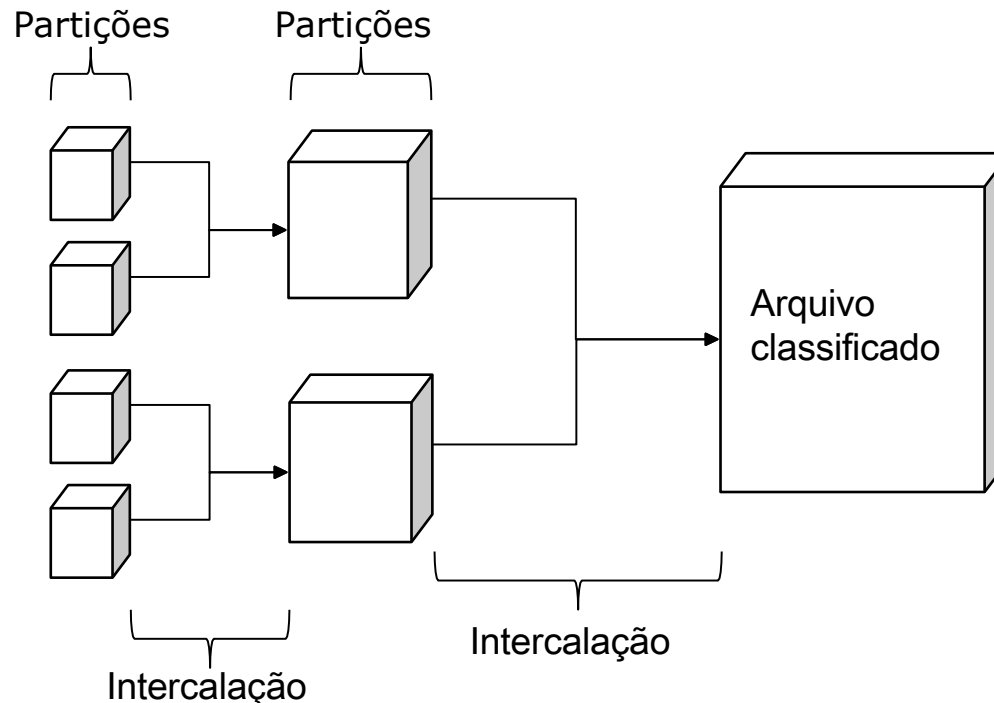 Partições
Partições
Arquivo
classificado
Intercalação
Intercalação